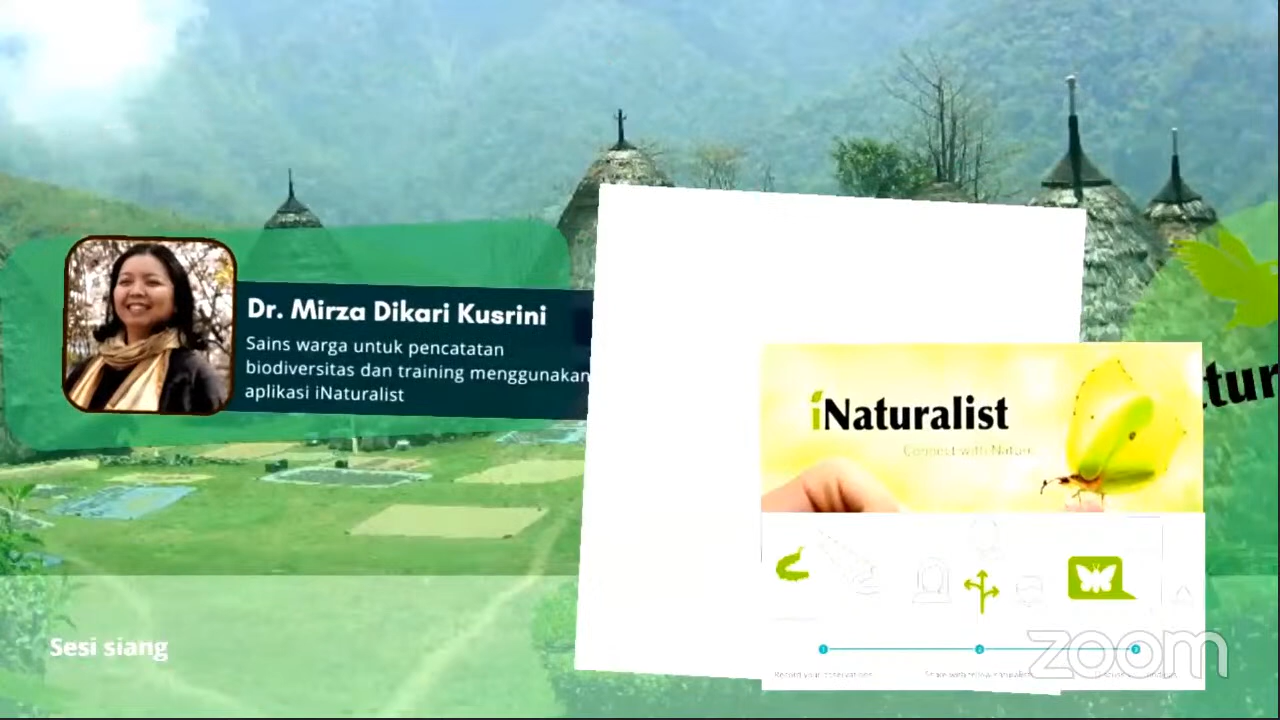 Dr. Mirza Dikari Kusrini
Sains warga untuk pencatatan
biodiversitas dan training menggunakan
aplikasi iNaturalist
iNaturalist
Connect with Nature
Sesi siang
zoom